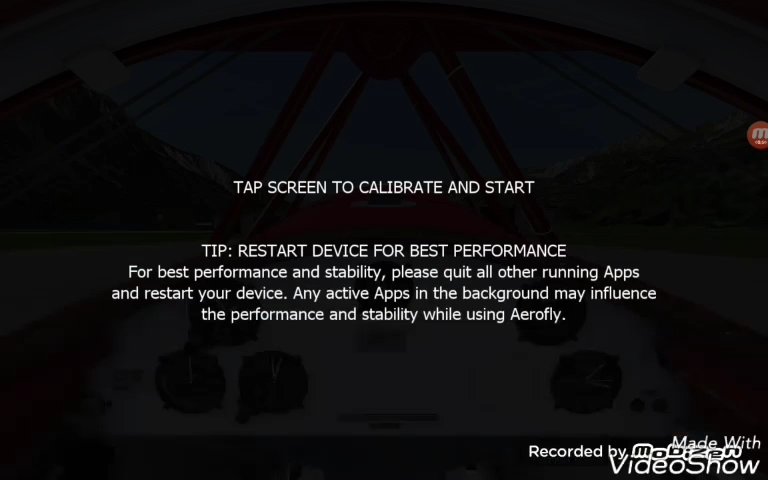 TAP SCREEN TO CALIBRATE AND START
TIP: RESTART DEVICE FOR BEST PERFORMANCE
For best performance and stability, please quit all other running Apps
and restart your device. Any active Apps in the background may influence
the performance and stability while using Aerofly.
Made With
Recorded by mobizen
VideoShow